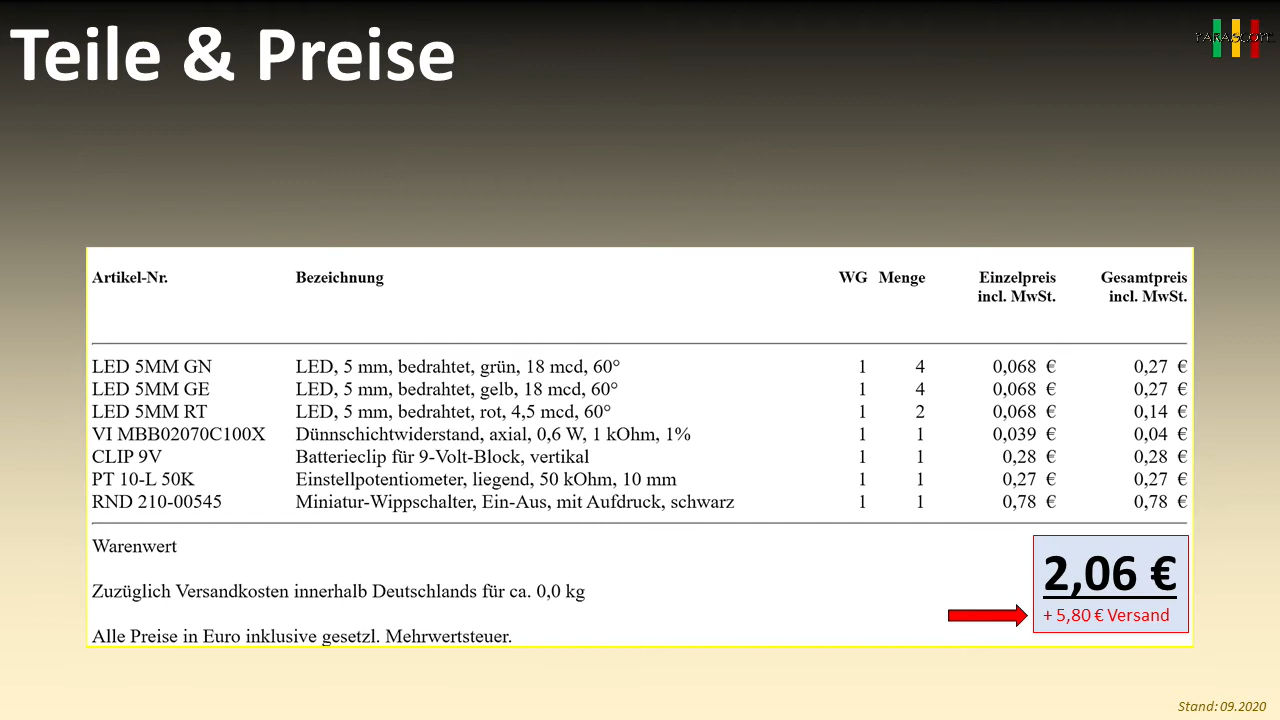 Teile & Preise
TARASCON
Artikel-Nr. Bezeichnung WG Menge Einzelpreis incl. MwSt. Gesamtpreis incl. MwSt.
LED 5MM GN LED, 5 mm, bedrahtet, grün, 18 mcd, 60° 1 4 0,068 € 0,27 €
LED 5MM GE LED, 5 mm, bedrahtet, gelb, 18 mcd, 60° 1 4 0,068 € 0,27 €
LED 5MM RT LED, 5 mm, bedrahtet, rot, 4,5 mcd, 60° 1 2 0,068 € 0,14 €
VI MBB02070C100X Dünnschichtwiderstand, axial, 0,6 W, 1 kOhm, 1% 1 1 0,039 € 0,04 €
CLIP 9V Batterieclip für 9-Volt-Block, vertikal 1 1 0,28 € 0,28 €
PT 10-L 50K Einstellpotentiometer, liegend, 50 kOhm, 10 mm 1 1 0,27 € 0,27 €
RND 210-00545 Miniatur-Wippschalter, Ein-Aus, mit Aufdruck, schwarz 1 1 0,78 € 0,78 €
Warenwert 2,06 €
Zuzüglich Versandkosten innerhalb Deutschlands für ca. 0,0 kg
+ 5,80 € Versand
Alle Preise in Euro inklusive gesetzl. Mehrwertsteuer.
Stand: 09.2020